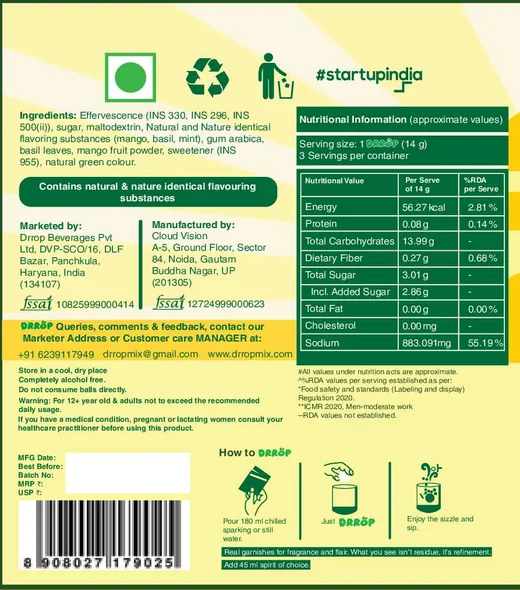 #startupindia
Ingredients: Effervescence (INS 330, INS 296, INS
500(ii)), sugar, maltodextrin, Natural and Nature identical
flavoring substances (mango, basil, mint), gum arabica,
basil leaves, mango fruit powder, sweetener (INS
955), natural green colour.
Contains natural & nature identical flavouring
substances
Marketed by:
Drrop Beverages Pvt
Ltd, DVP-SCO/16, DLF
Bazar, Panchkula,
Haryana, India
(134107)
fssai 10825999000414
Manufactured by:
Cloud Vision
A-5, Ground Floor, Sector
84, Noida, Gautam
Buddha Nagar, UP
(201305)
fssai 12724999000623
DRRÖP Queries, comments & feedback, contact our
Marketer Address or Customer care MANAGER at:
+91 6239117949 drropmix@gmail.com www.drropmix.com
Store in a cool, dry place
Completely alcohol free.
Do not consume balls directly.
Warning: For 12+ year old & adults not to exceed the recommended
daily usage.
If you have a medical condition, pregnant or lactating women consult your
healthcare practitioner before using this product.
MFG Date:
Best Before:
Batch No:
MRP ₹:
USP ₹:
8 908027 179025
Nutritional Information (approximate values)
Serving size: 1 DRRÖP (14 g)
3 Servings per container
Nutritional Value Per Serve of 14 g %RDA per Serve
Energy 56.27 kcal 2.81 %
Protein 0.08 g 0.14 %
Total Carbohydrates 13.99 g -
Dietary Fiber 0.27 g 0.68 %
Total Sugar 3.01 g -
Incl. Added Sugar 2.86 g -
Total Fat 0.00 g 0.00 %
Cholesterol 0.00 mg -
Sodium 883.091mg 55.19 %
#All values under nutrition acts are approximate.
^%RDA values per serving established as per:
*Food safety and standards (Labeling and display)
Regulation 2020.
**ICMR 2020, Men-moderate work
~RDA values not established.
How to DRRÖP
Pour 180 ml chilled
sparking or still
water.
Just DRRÖP
Enjoy the sizzle and
sip.
Real garnishes for fragrance and flair. What you see isn't residue, it's refinement.
Add 45 ml spirit of choice.